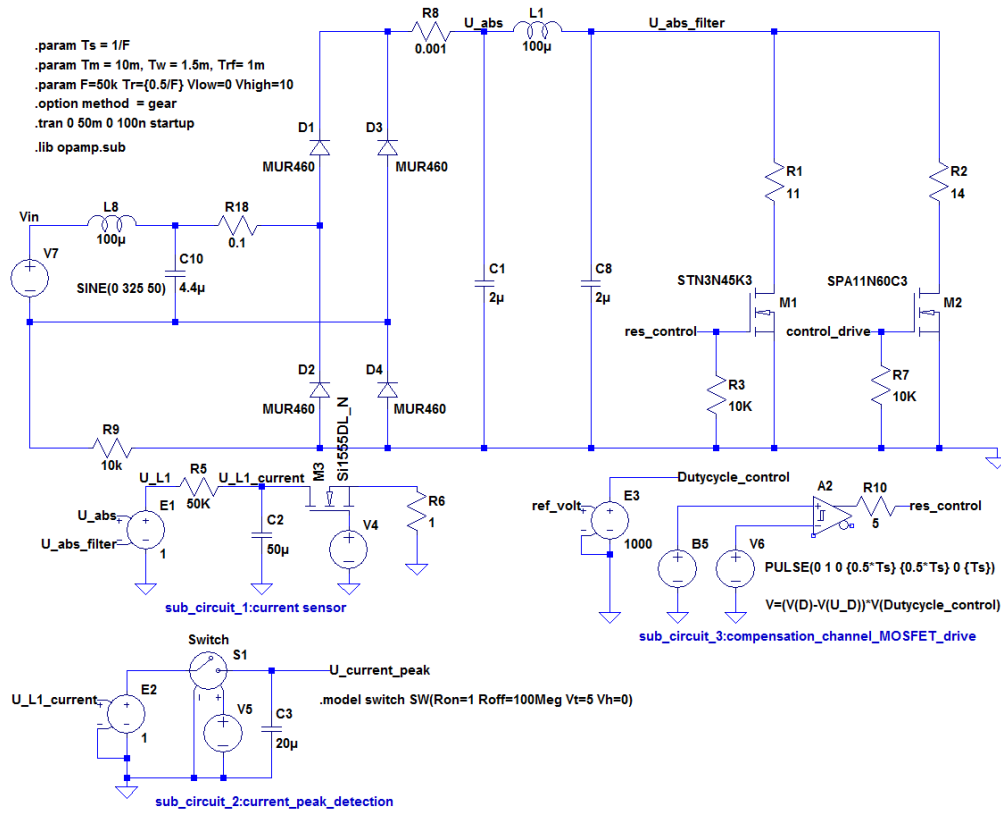 R8
0.001
U_abs
L1
100µ
U_abs_filter
.param Ts = 1/F
.param Tm = 10m, Tw = 1.5m, Trf= 1m
.param F=50k Tr={0.5/F} Vlow=0 Vhigh=10
.option method = gear
.tran 0 50m 0 100n startup
.lib opamp.sub
D1
MUR460
D3
MUR460
R1
11
R2
14
Vin
L8
100µ
R18
0.1
V7
SINE(0 325 50)
C10
4.4µ
C1
2µ
C8
2µ
STN3N45K3
M1
SPA11N60C3
M2
res_control
control_drive
R3
10K
R7
10K
D2
MUR460
D4
MUR460
R9
10k
M3
Si1555DL_N
U_L1
R5
50K
U_L1_current
E1
1
U_abs
U_abs_filter
C2
50µ
V4
R6
1
sub_circuit_1:current sensor
Dutycycle_control
ref_volt
E3
1000
A2
R10
5
res_control
B5
V6
PULSE(0 1 0 {0.5*Ts} {0.5*Ts} 0 {Ts})
V=(V(D)-V(U_D))*V(Dutycycle_control)
sub_circuit_3:compensation_channel_MOSFET_drive
Switch
S1
U_current_peak
U_L1_current
E2
1
V5
C3
20µ
.model switch SW(Ron=1 Roff=100Meg Vt=5 Vh=0)
sub_circuit_2:current_peak_detection